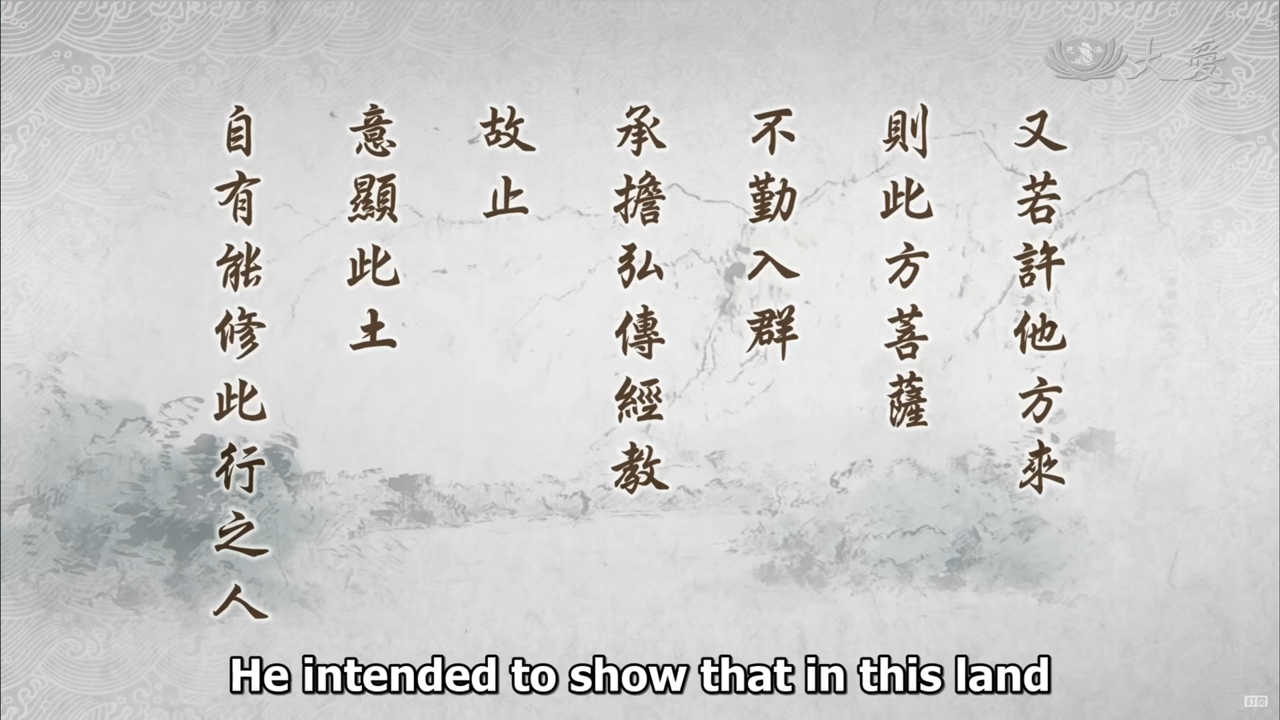 大愛
又若許他方來
則此方菩薩
不勤入群
承擔弘傳經教
故止
意顯此土
自有能修此行之人
He intended to show that in this land
訂閱